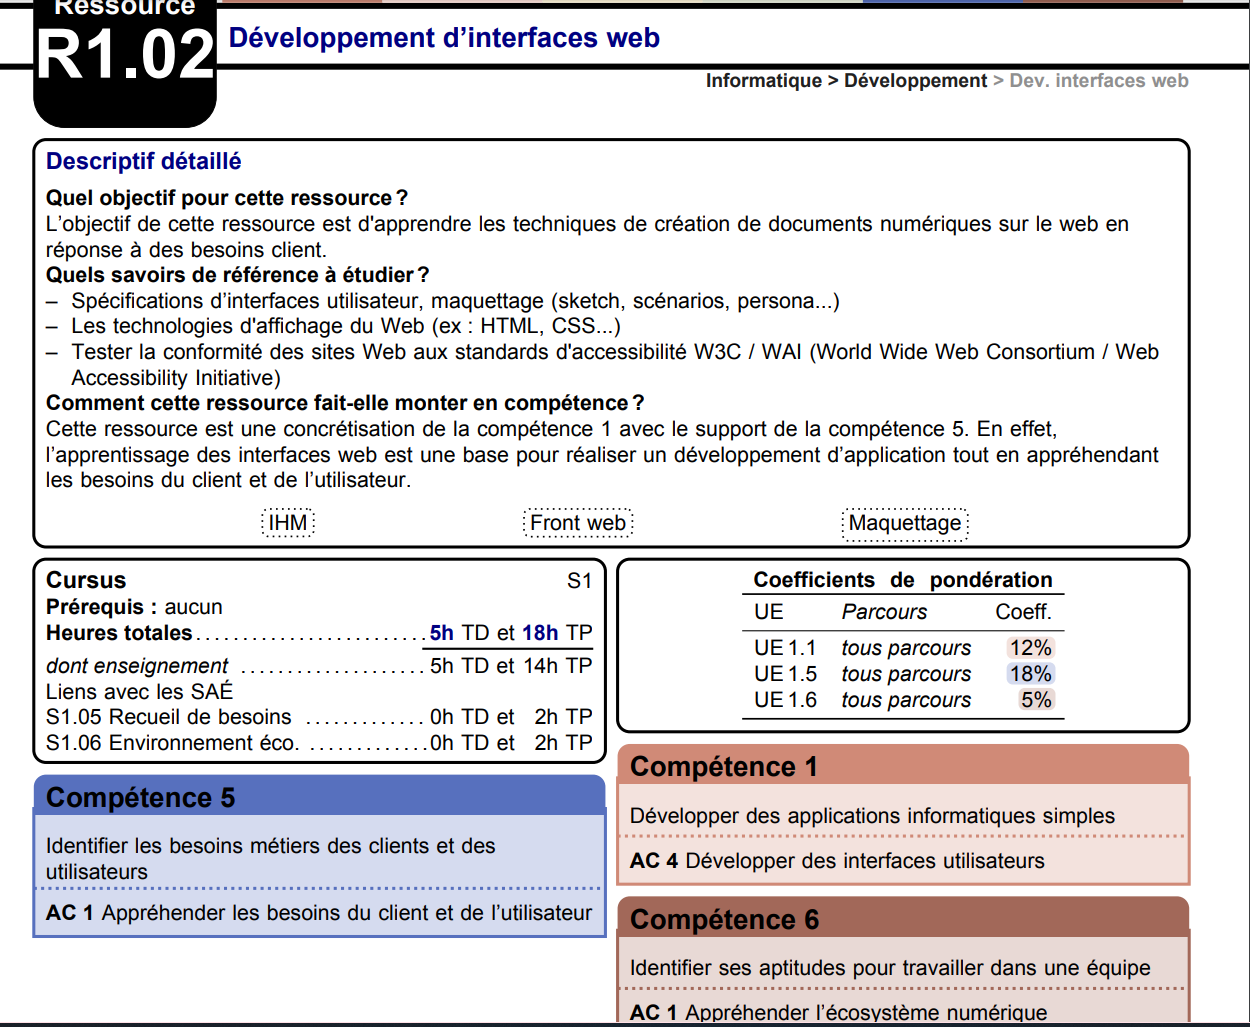 Ressource
R1.02
Développement d’interfaces web
Informatique > Développement > Dev. interfaces web
Descriptif détaillé
Quel objectif pour cette ressource ?
L’objectif de cette ressource est d'apprendre les techniques de création de documents numériques sur le web en
réponse à des besoins client.
Quels savoirs de référence à étudier ?
– Spécifications d’interfaces utilisateur, maquettage (sketch, scénarios, persona...)
– Les technologies d'affichage du Web (ex : HTML, CSS...)
– Tester la conformité des sites Web aux standards d'accessibilité W3C / WAI (World Wide Web Consortium / Web
Accessibility Initiative)
Comment cette ressource fait-elle monter en compétence ?
Cette ressource est une concrétisation de la compétence 1 avec le support de la compétence 5. En effet,
l’apprentissage des interfaces web est une base pour réaliser un développement d’application tout en appréhendant
les besoins du client et de l’utilisateur.
IHM Front web Maquettage
Cursus S1
Prérequis : aucun
Heures totales ......................... 5h TD et 18h TP
dont enseignement .................... 5h TD et 14h TP
Liens avec les SAÉ
S1.05 Recueil de besoins ............. 0h TD et 2h TP
S1.06 Environnement éco. ............. 0h TD et 2h TP
Coefficients de pondération
UE Parcours Coeff.
UE 1.1 tous parcours 12%
UE 1.5 tous parcours 18%
UE 1.6 tous parcours 5%
Compétence 5
Identifier les besoins métiers des clients et des
utilisateurs
AC 1 Appréhender les besoins du client et de l’utilisateur
Compétence 1
Développer des applications informatiques simples
AC 4 Développer des interfaces utilisateurs
Compétence 6
Identifier ses aptitudes pour travailler dans une équipe
AC 1 Appréhender l’écosystème numérique